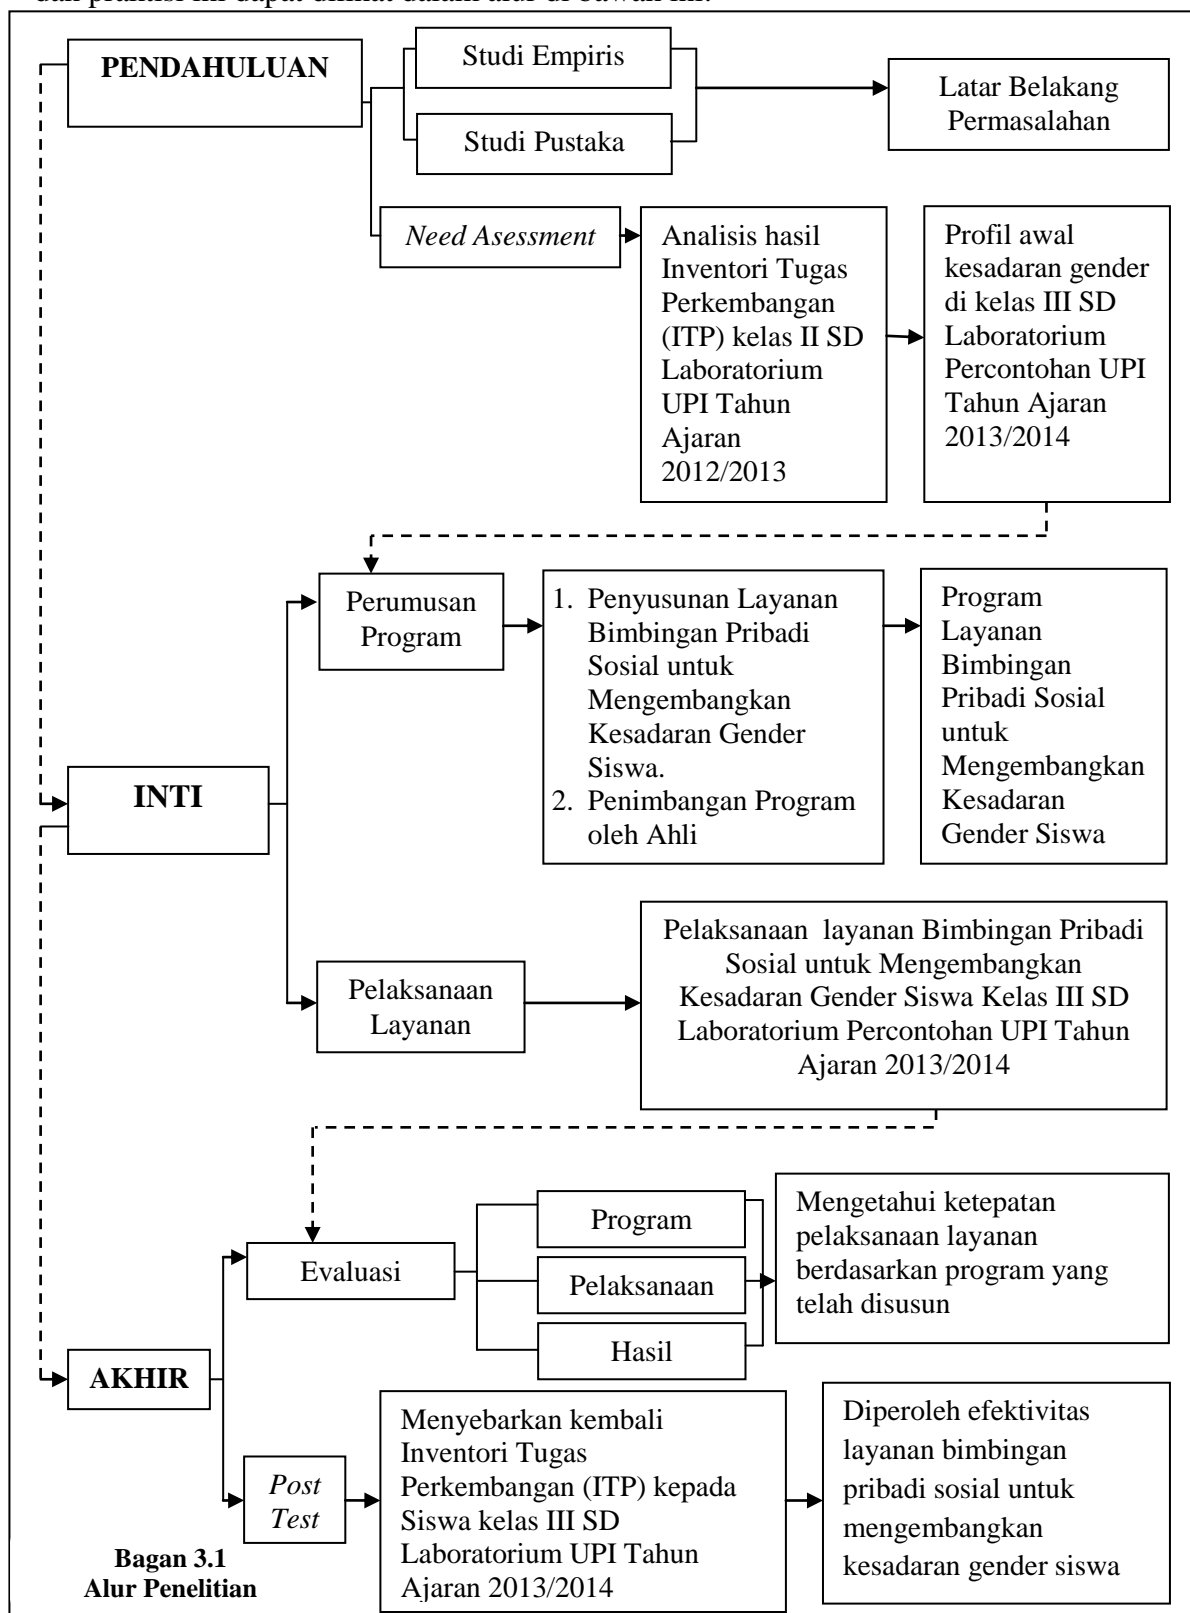 PENDAHULUAN
Studi Empiris
Studi Pustaka
Latar Belakang
Permasalahan
Need Asessment
Analisis hasil
Inventori Tugas
Perkembangan
(ITP) kelas II SD
Laboratorium
UPI Tahun
Ajaran
2012/2013
Profil awal
kesadaran gender
di kelas III SD
Laboratorium
Percontohan UPI
Tahun Ajaran
2013/2014
INTI
Perumusan
Program
1. Penyusunan Layanan
Bimbingan Pribadi
Sosial untuk
Mengembangkan
Kesadaran Gender
Siswa.
2. Penimbangan Program
oleh Ahli
Program
Layanan
Bimbingan
Pribadi Sosial
untuk
Mengembangkan
Kesadaran
Gender Siswa
Pelaksanaan
Layanan
Pelaksanaan layanan Bimbingan Pribadi
Sosial untuk Mengembangkan
Kesadaran Gender Siswa Kelas III SD
Laboratorium Percontohan UPI Tahun
Ajaran 2013/2014
AKHIR
Evaluasi
Program
Pelaksanaan
Hasil
Mengetahui ketepatan
pelaksanaan layanan
berdasarkan program yang
telah disusun
Post
Test
Menyebarkan kembali
Inventori Tugas
Perkembangan (ITP) kepada
Siswa kelas III SD
Laboratorium UPI Tahun
Ajaran 2013/2014
Diperoleh efektivitas
layanan bimbingan
pribadi sosial untuk
mengembangkan
kesadaran gender siswa
Bagan 3.1
Alur Penelitian